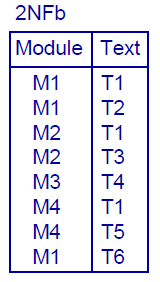 2NFb
Module Text
M1 T1
M1 T2
M2 T1
M2 T3
M3 T4
M4 T1
M4 T5
M1 T6